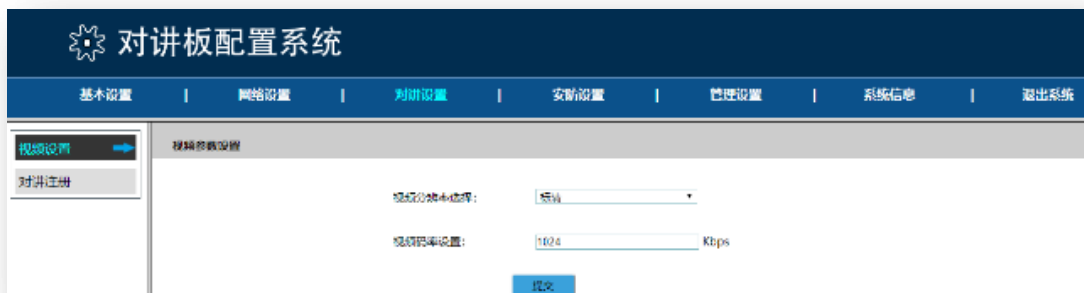 对讲板配置系统
基本设置 | 网络设置 | 对讲设置 | 安防设置 | 管理设置 | 系统信息 | 退出系统
视频设置
视频参数设置
对讲注册
视频分辨率选择: 标清
视频码率设置: 1024 Kbps
提交